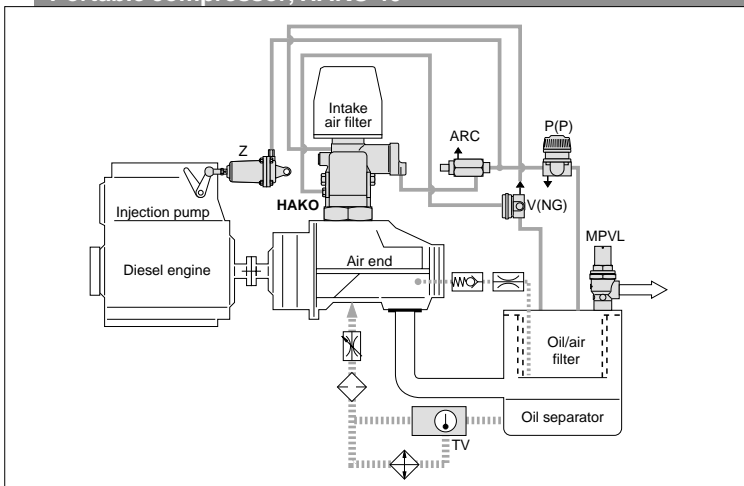 Intake
air filter
Z
ARC
P(P)
HAKO
V(NG)
Injection pump
MPVL
Diesel engine
Air end
Oil/air
filter
Oil separator
TV